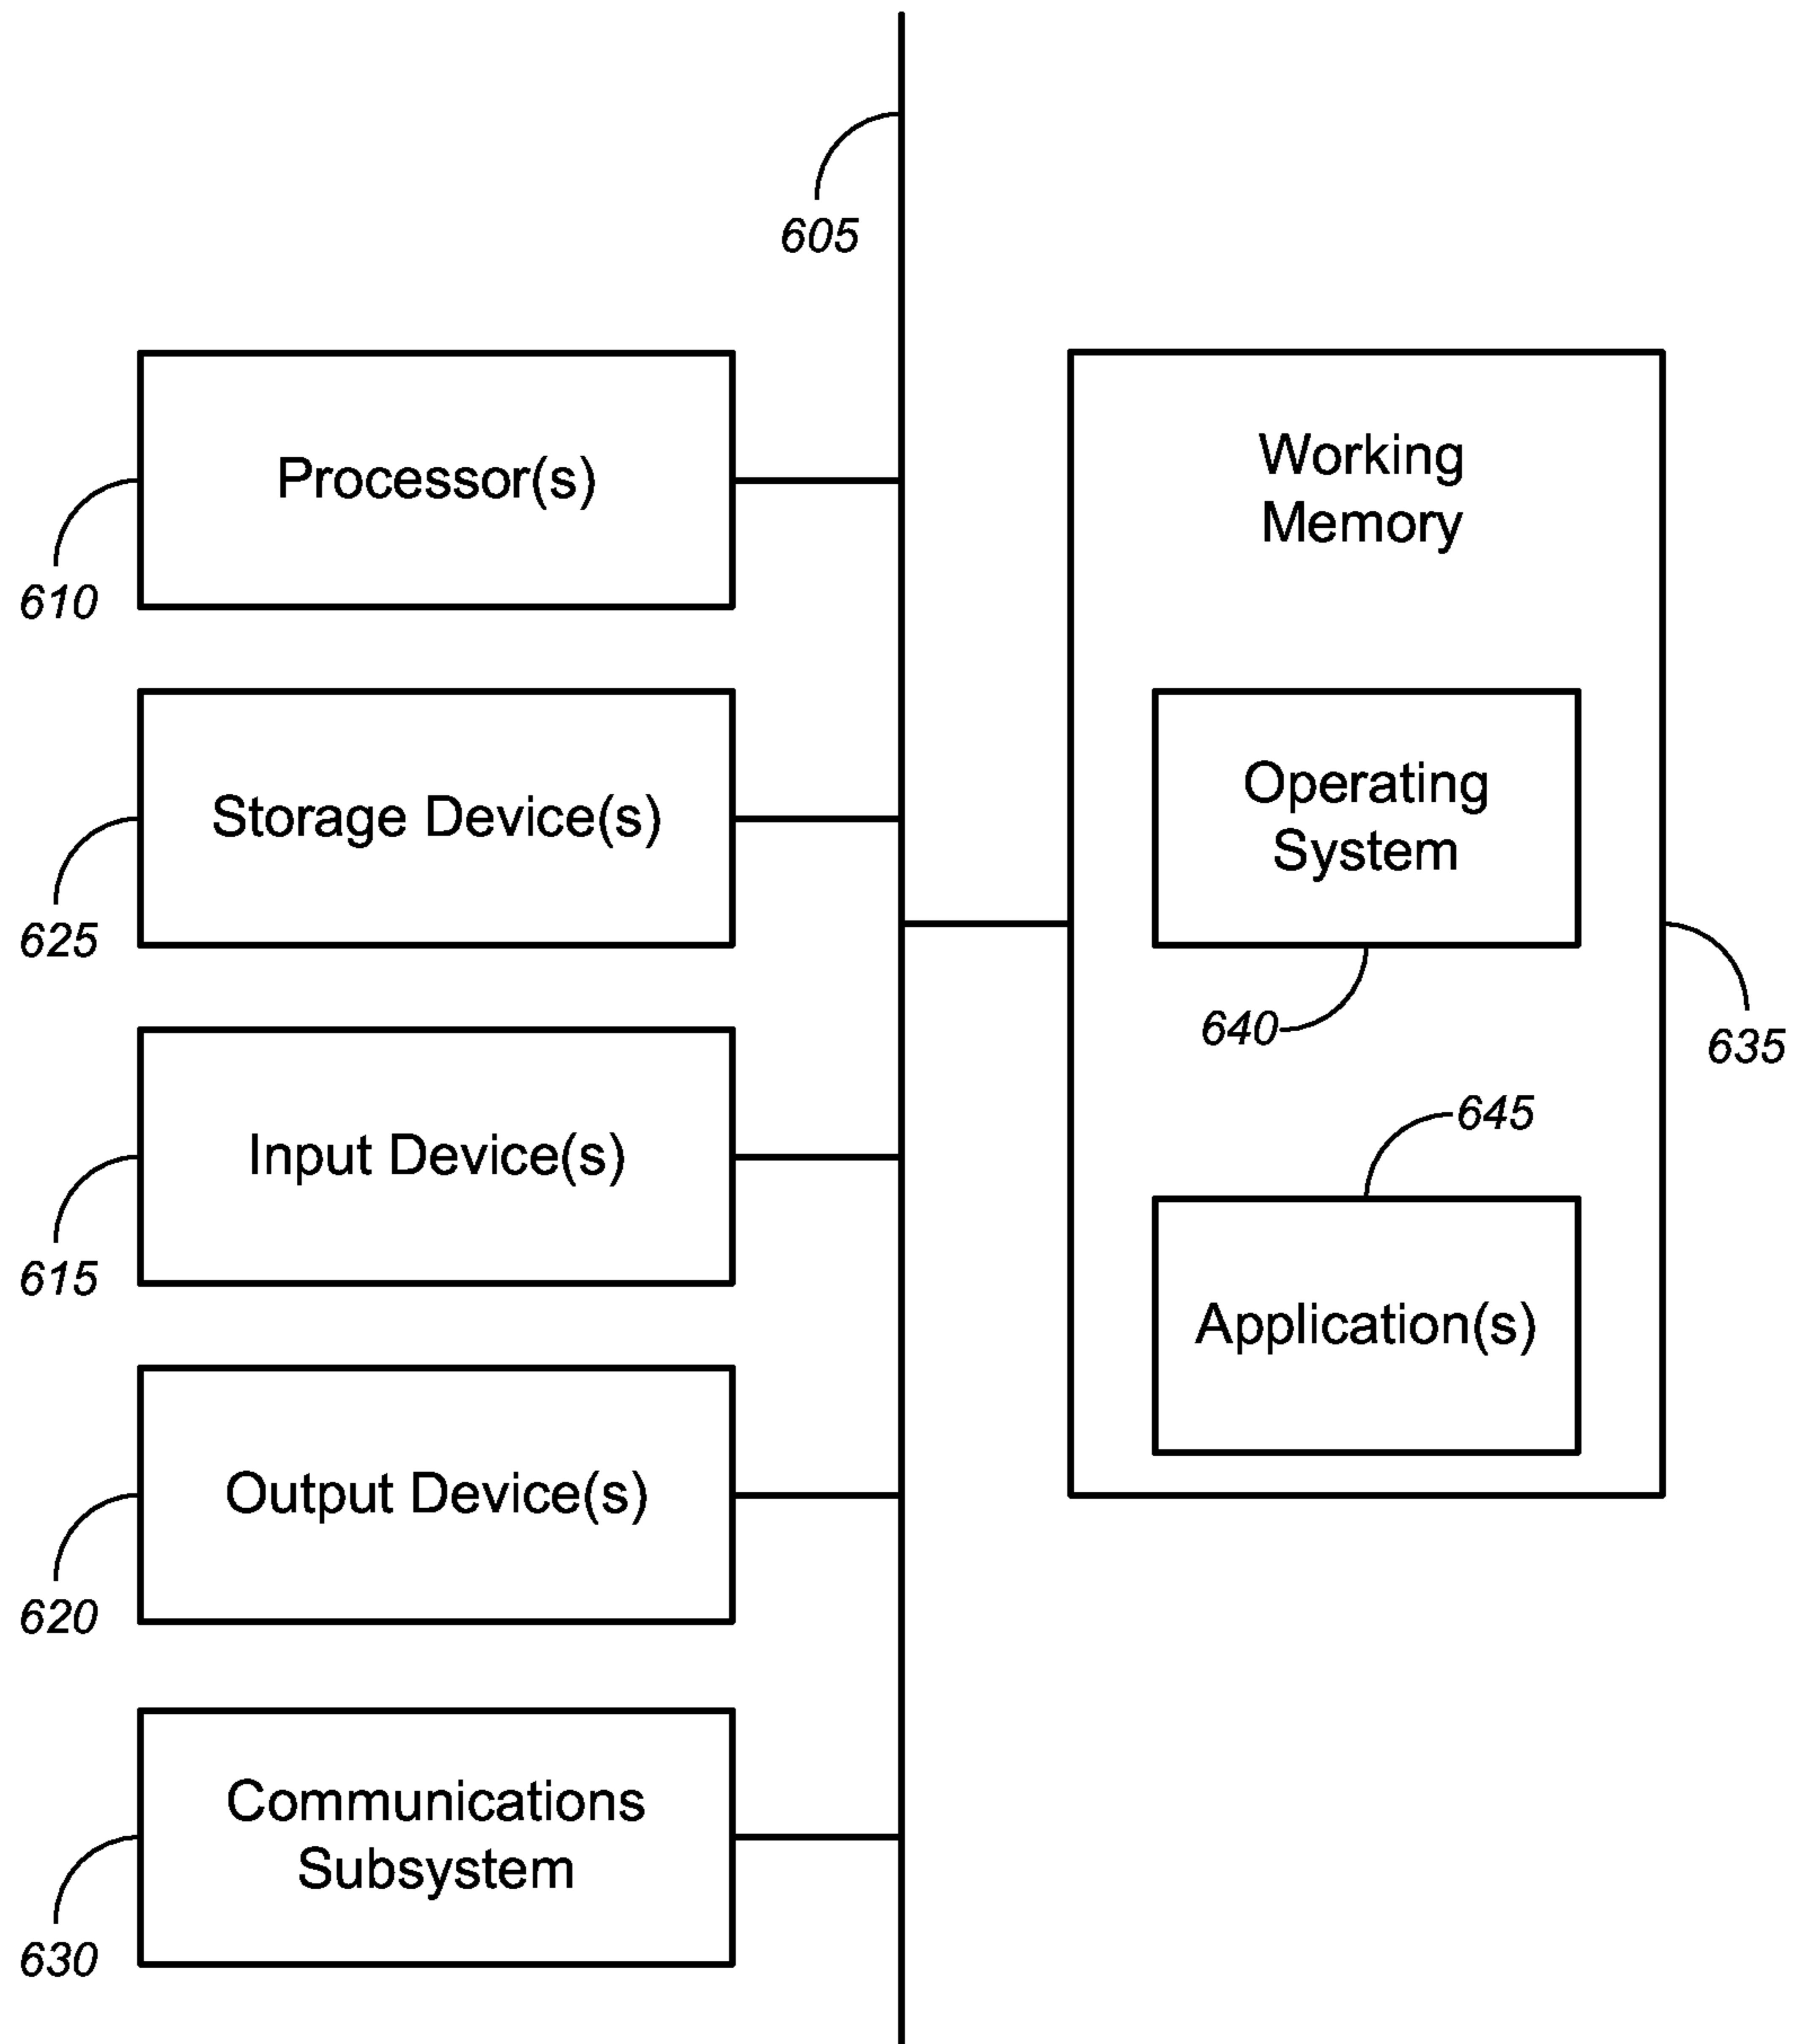 605
Processor(s)
610
Storage Device(s)
625
Input Device(s)
615
Output Device(s)
620
Communications
Subsystem
630
Working
Memory
Operating
System
640
635
645
Application(s)